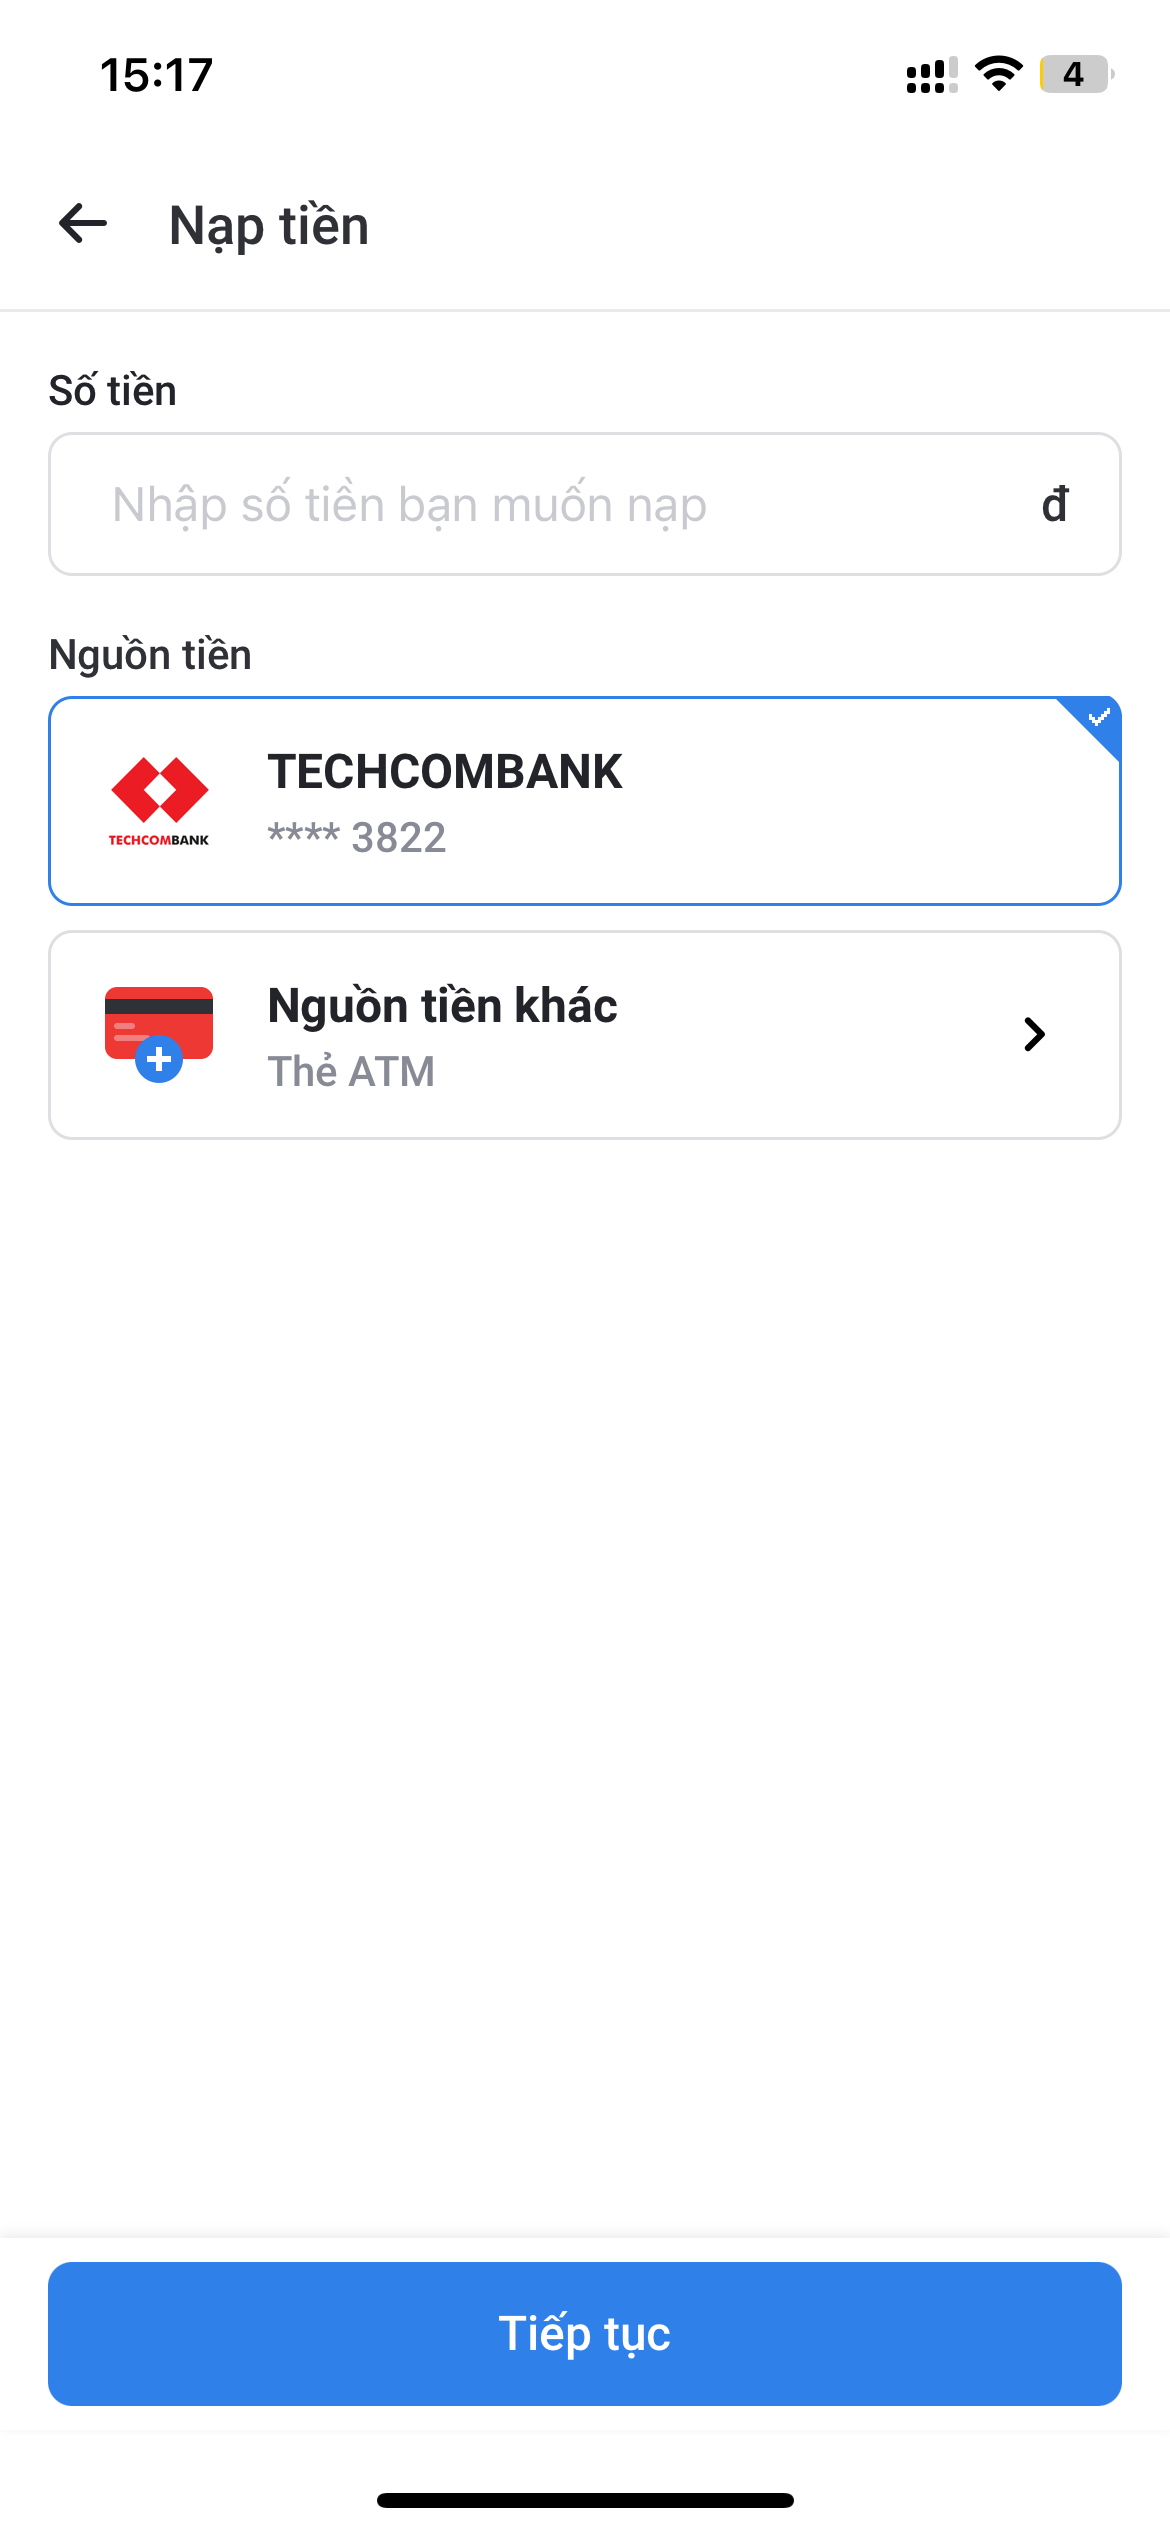 15:17
4
Nạp tiền
Số tiền
Nhập số tiền bạn muốn nạp
đ
Nguồn tiền
TECHCOMBANK
**** 3822
TECHCOMBANK
Nguồn tiền khác
Thẻ ATM
Tiếp tục